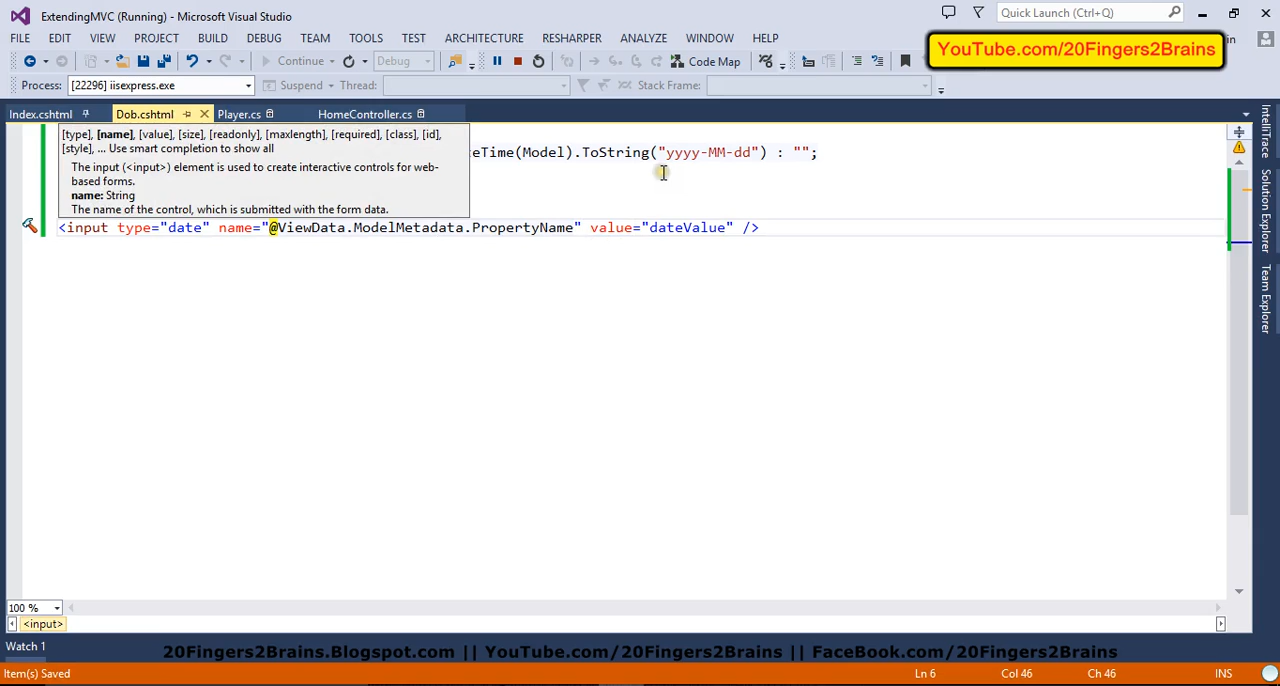 ExtendingMVC (Running) - Microsoft Visual Studio
Quick Launch (Ctrl+Q)
FILE EDIT VIEW PROJECT BUILD DEBUG TEAM TOOLS TEST ARCHITECTURE RESHARPER ANALYZE WINDOW HELP
YouTube.com/20Fingers2Brains
Continue Debug Code Map
Process: [22296] iisexpress.exe Suspend Thread: Stack Frame:
Index.cshtml Dob.cshtml Player.cs HomeController.cs
[type], [name], [value], [size], [readonly], [maxlength], [required], [class], [id],
[style], ... Use smart completion to show all
eTime(Model).ToString("yyyy-MM-dd") : "";
The input (<input>) element is used to create interactive controls for web-
based forms.
name: String
The name of the control, which is submitted with the form data.
<input type="date" name="@ViewData.ModelMetadata.PropertyName" value="dateValue" />
IntelliTrace
Solution Explorer
Team Explorer
100 %
<input>
Watch 1
20Fingers2Brains.Blogspot.com || YouTube.com/20Fingers2Brains || FaceBook.com/20Fingers2Brains
Item(s) Saved Ln 6 Col 46 Ch 46 INS